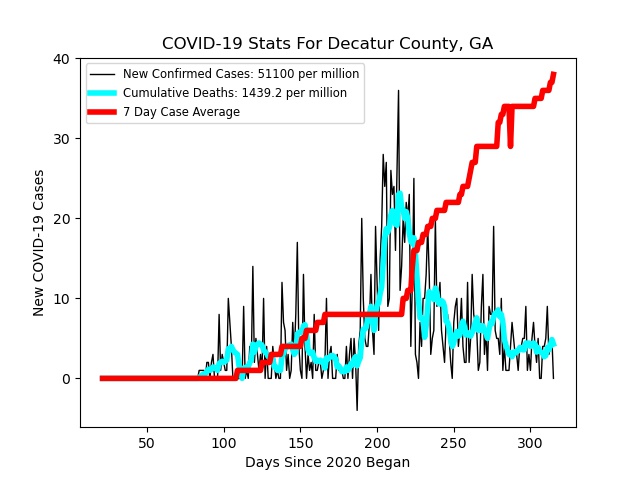 COVID-19 Stats For Decatur County, GA
New Confirmed Cases: 51100 per million
Cumulative Deaths: 1439.2 per million
7 Day Case Average
New COVID-19 Cases
40
30
20
10
0
50
100
150
200
250
300
Days Since 2020 Began